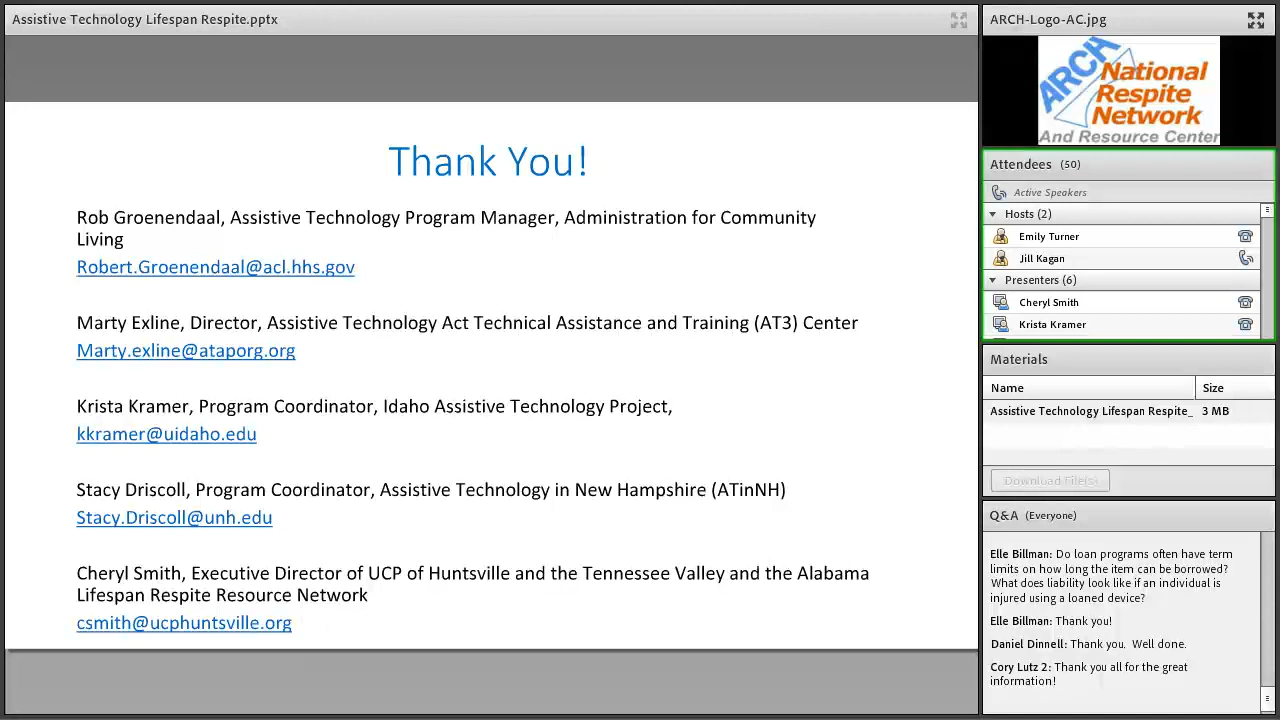 Assistive Technology Lifespan Respite.pptx
Thank You!
Rob Groenendaal, Assistive Technology Program Manager, Administration for Community
Living
Robert.Groenendaal@acl.hhs.gov
Marty Exline, Director, Assistive Technology Act Technical Assistance and Training (AT3) Center
Marty.exline@ataporg.org
Krista Kramer, Program Coordinator, Idaho Assistive Technology Project,
kkramer@uidaho.edu
Stacy Driscoll, Program Coordinator, Assistive Technology in New Hampshire (ATinNH)
Stacy.Driscoll@unh.edu
Cheryl Smith, Executive Director of UCP of Huntsville and the Tennessee Valley and the Alabama
Lifespan Respite Resource Network
csmith@ucphuntsville.org
ARCH-Logo-AC.jpg
ARCH
National
Respite
Network
And Resource Center
Attendees (50)
Active Speakers
Hosts (2)
Emily Turner
Jill Kagan
Presenters (6)
Cheryl Smith
Krista Kramer
Materials
Name Size
Assistive Technology Lifespan Respite_ 3 MB
Download File(s)
Q&A (Everyone)
Elle Billman: Do loan programs often have term
limits on how long the item can be borrowed?
What does liability look like if an individual is
injured using a loaned device?
Elle Billman: Thank you!
Daniel Dinnell: Thank you. Well done.
Cory Lutz 2: Thank you all for the great
information!